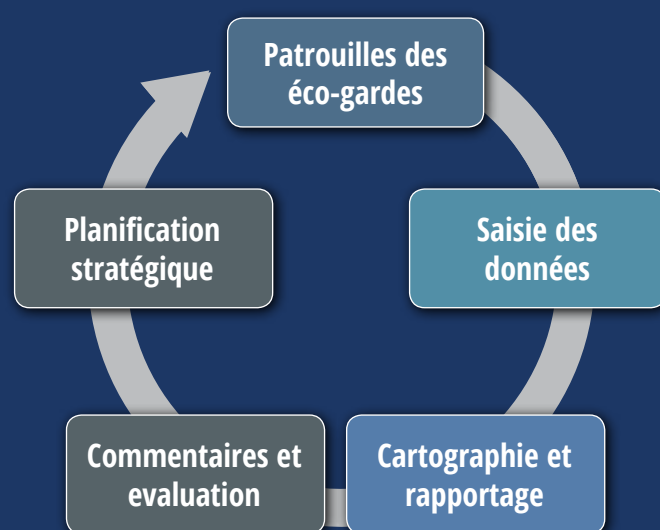 Patrouilles des
éco-gardes
Saisie des
données
Cartographie et
rapportage
Commentaires et
evaluation
Planification
stratégique